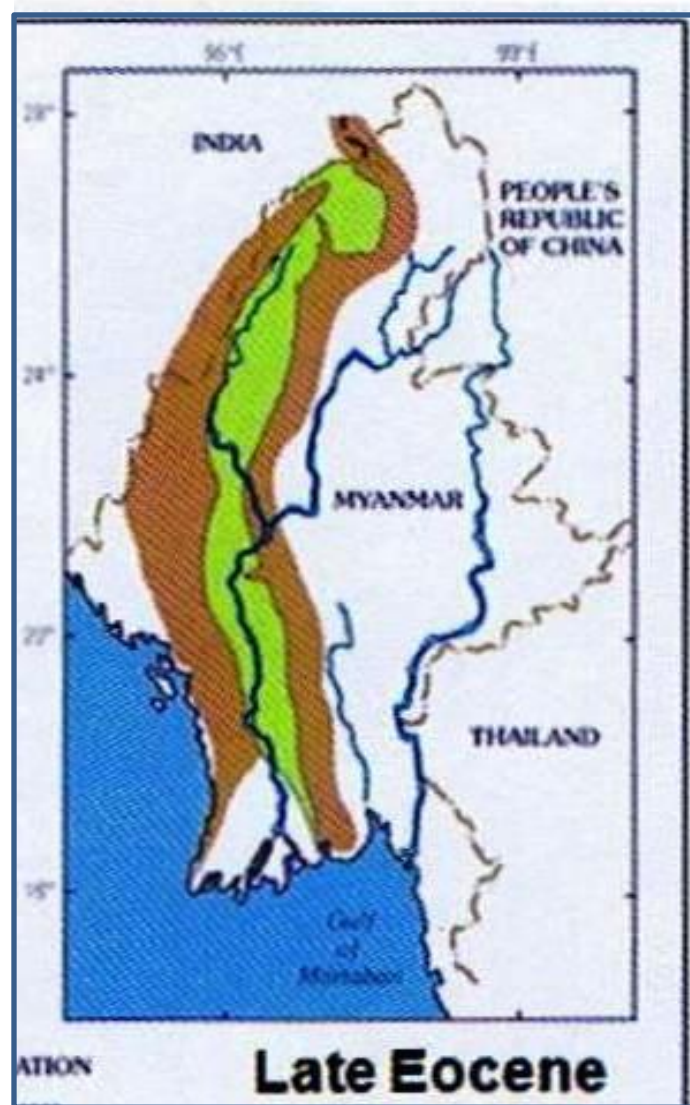 INDIA
PEOPLE'S
REPUBLIC
OF CHINA
MYANMAR
THAILAND
Gulf
of
Martaban
ATION
Late Eocene